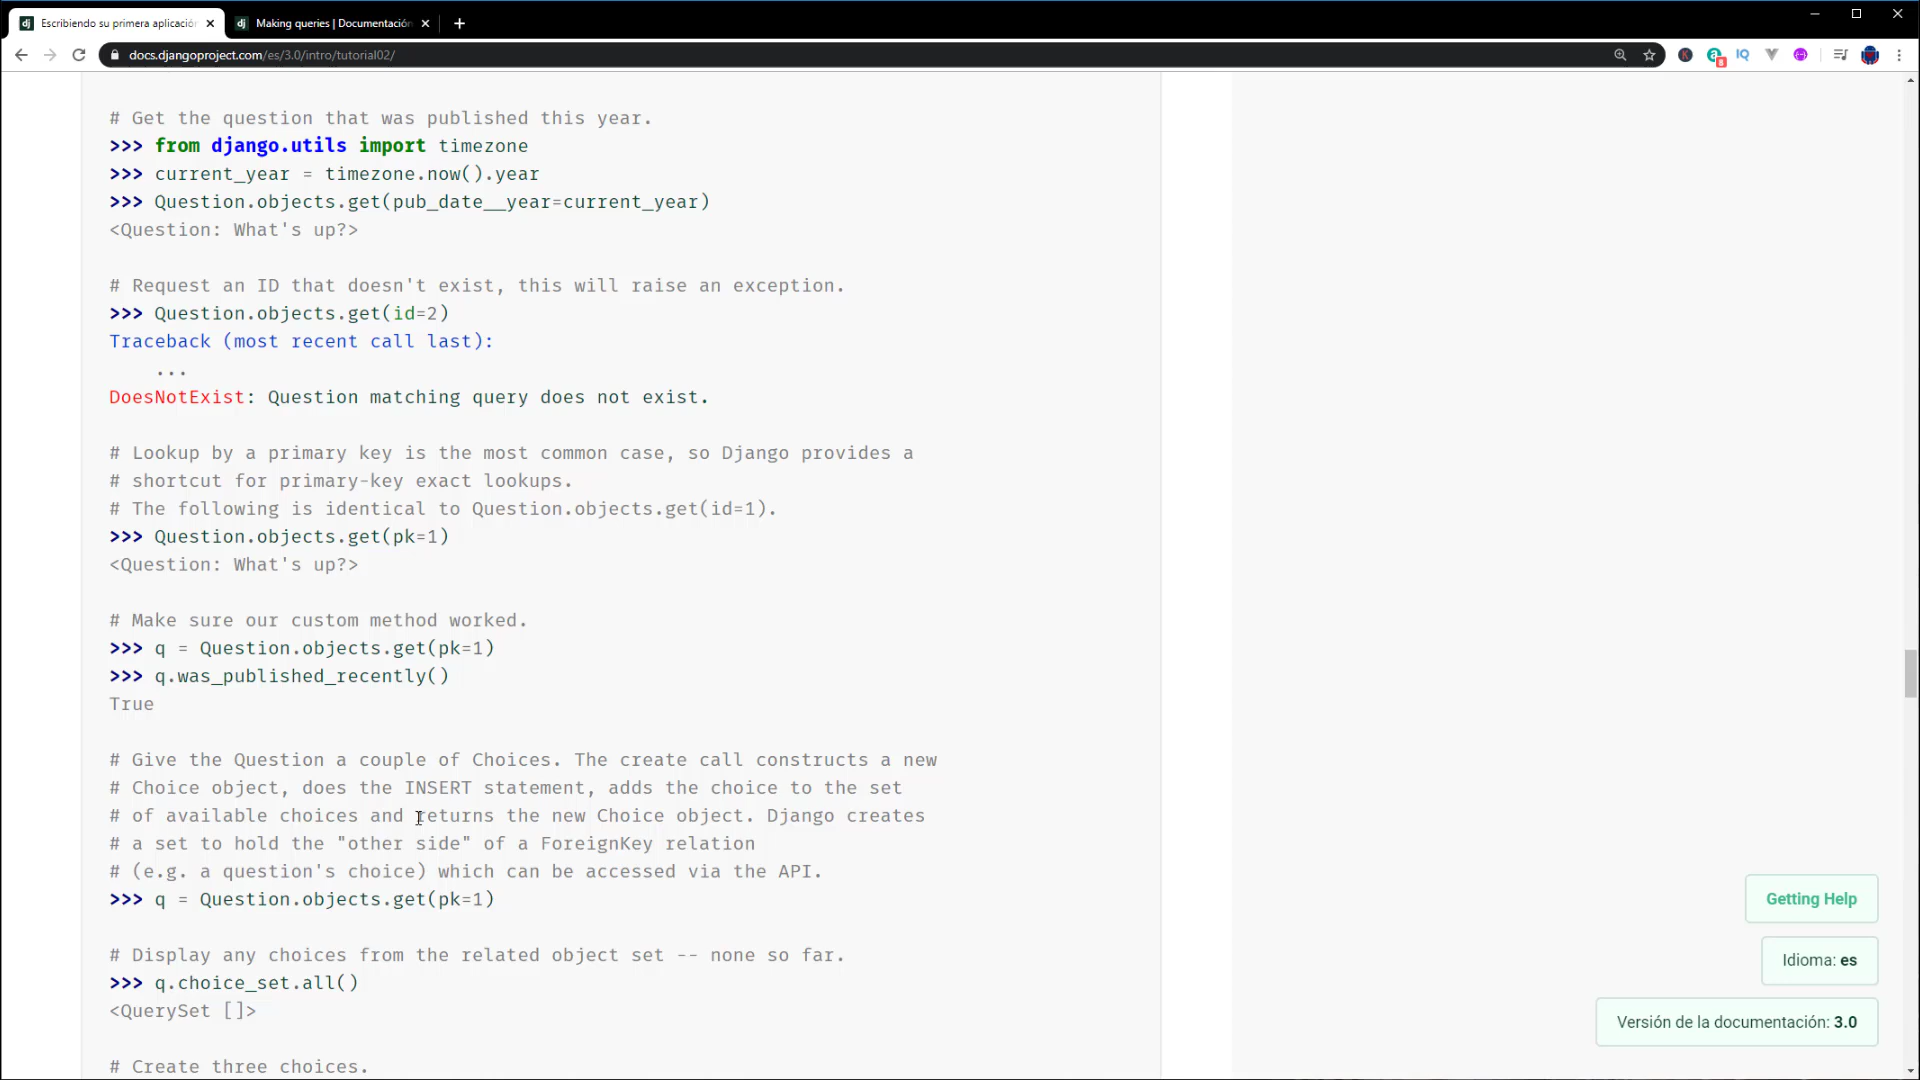 Escribiendo su primera aplicación
Making queries | Documentación
docs.djangoproject.com/es/3.0/intro/tutorial02/
# Get the question that was published this year.
>>> from django.utils import timezone
>>> current_year = timezone.now().year
>>> Question.objects.get(pub_date__year=current_year)
<Question: What's up?>
# Request an ID that doesn't exist, this will raise an exception.
>>> Question.objects.get(id=2)
Traceback (most recent call last):
...
DoesNotExist: Question matching query does not exist.
# Lookup by a primary key is the most common case, so Django provides a
# shortcut for primary-key exact lookups.
# The following is identical to Question.objects.get(id=1).
>>> Question.objects.get(pk=1)
<Question: What's up?>
# Make sure our custom method worked.
>>> q = Question.objects.get(pk=1)
>>> q.was_published_recently()
True
# Give the Question a couple of Choices. The create call constructs a new
# Choice object, does the INSERT statement, adds the choice to the set
# of available choices and returns the new Choice object. Django creates
# a set to hold the "other side" of a ForeignKey relation
# (e.g. a question's choice) which can be accessed via the API.
>>> q = Question.objects.get(pk=1)
# Display any choices from the related object set -- none so far.
>>> q.choice_set.all()
<QuerySet []>
# Create three choices.
Getting Help
Idioma: es
Versión de la documentación: 3.0